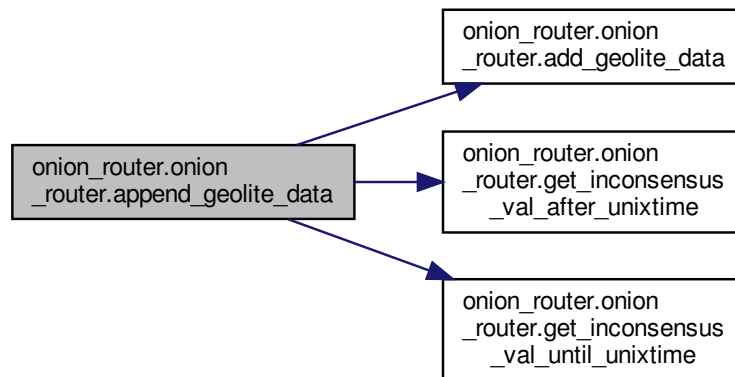 onion_router.onion
_router.append_geolite_data
onion_router.onion
_router.add_geolite_data
onion_router.onion
_router.get_inconsensus
_val_after_unixtime
onion_router.onion
_router.get_inconsensus
_val_until_unixtime